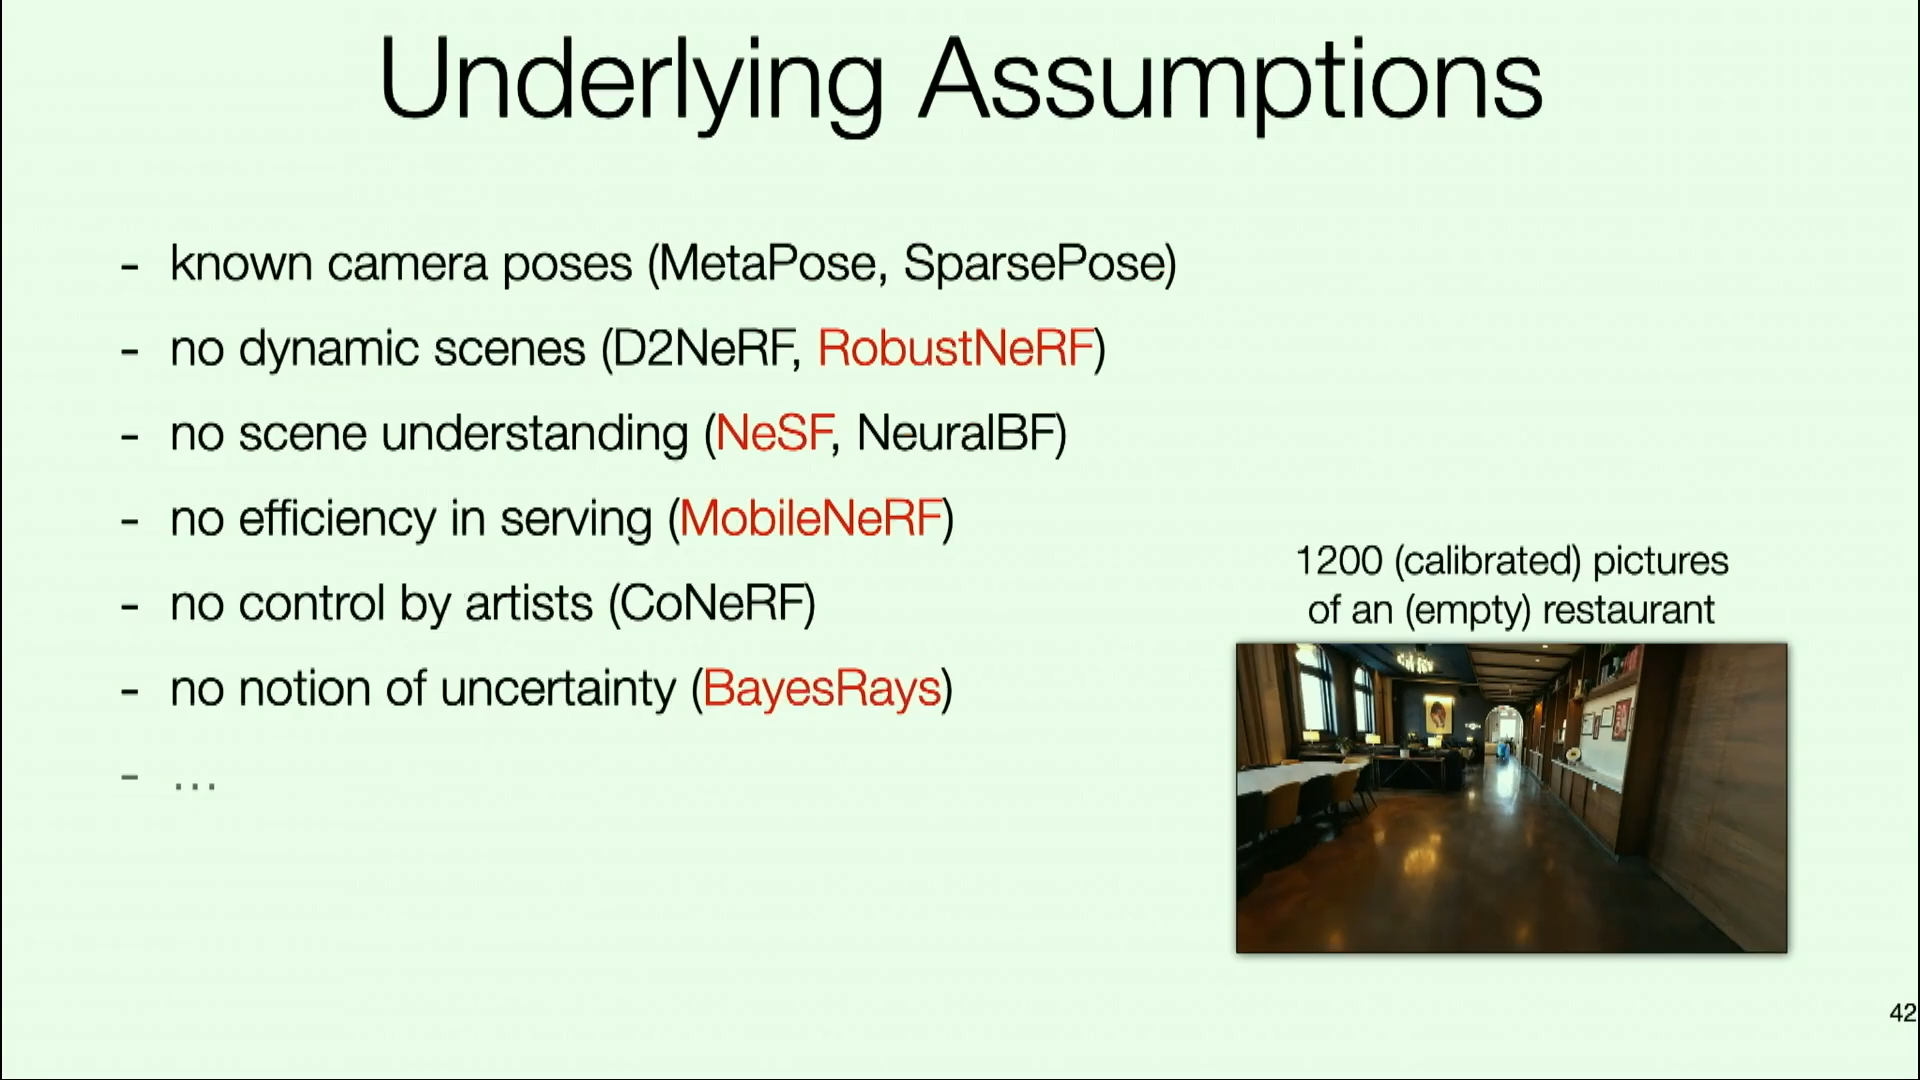 Underlying Assumptions
- known camera poses (MetaPose, SparsePose)
- no dynamic scenes (D2NeRF, RobustNeRF)
- no scene understanding (NeSF, NeuralBF)
- no efficiency in serving (MobileNeRF)
- no control by artists (CoNeRF)
- no notion of uncertainty (BayesRays)
- ...
1200 (calibrated) pictures
of an (empty) restaurant
42